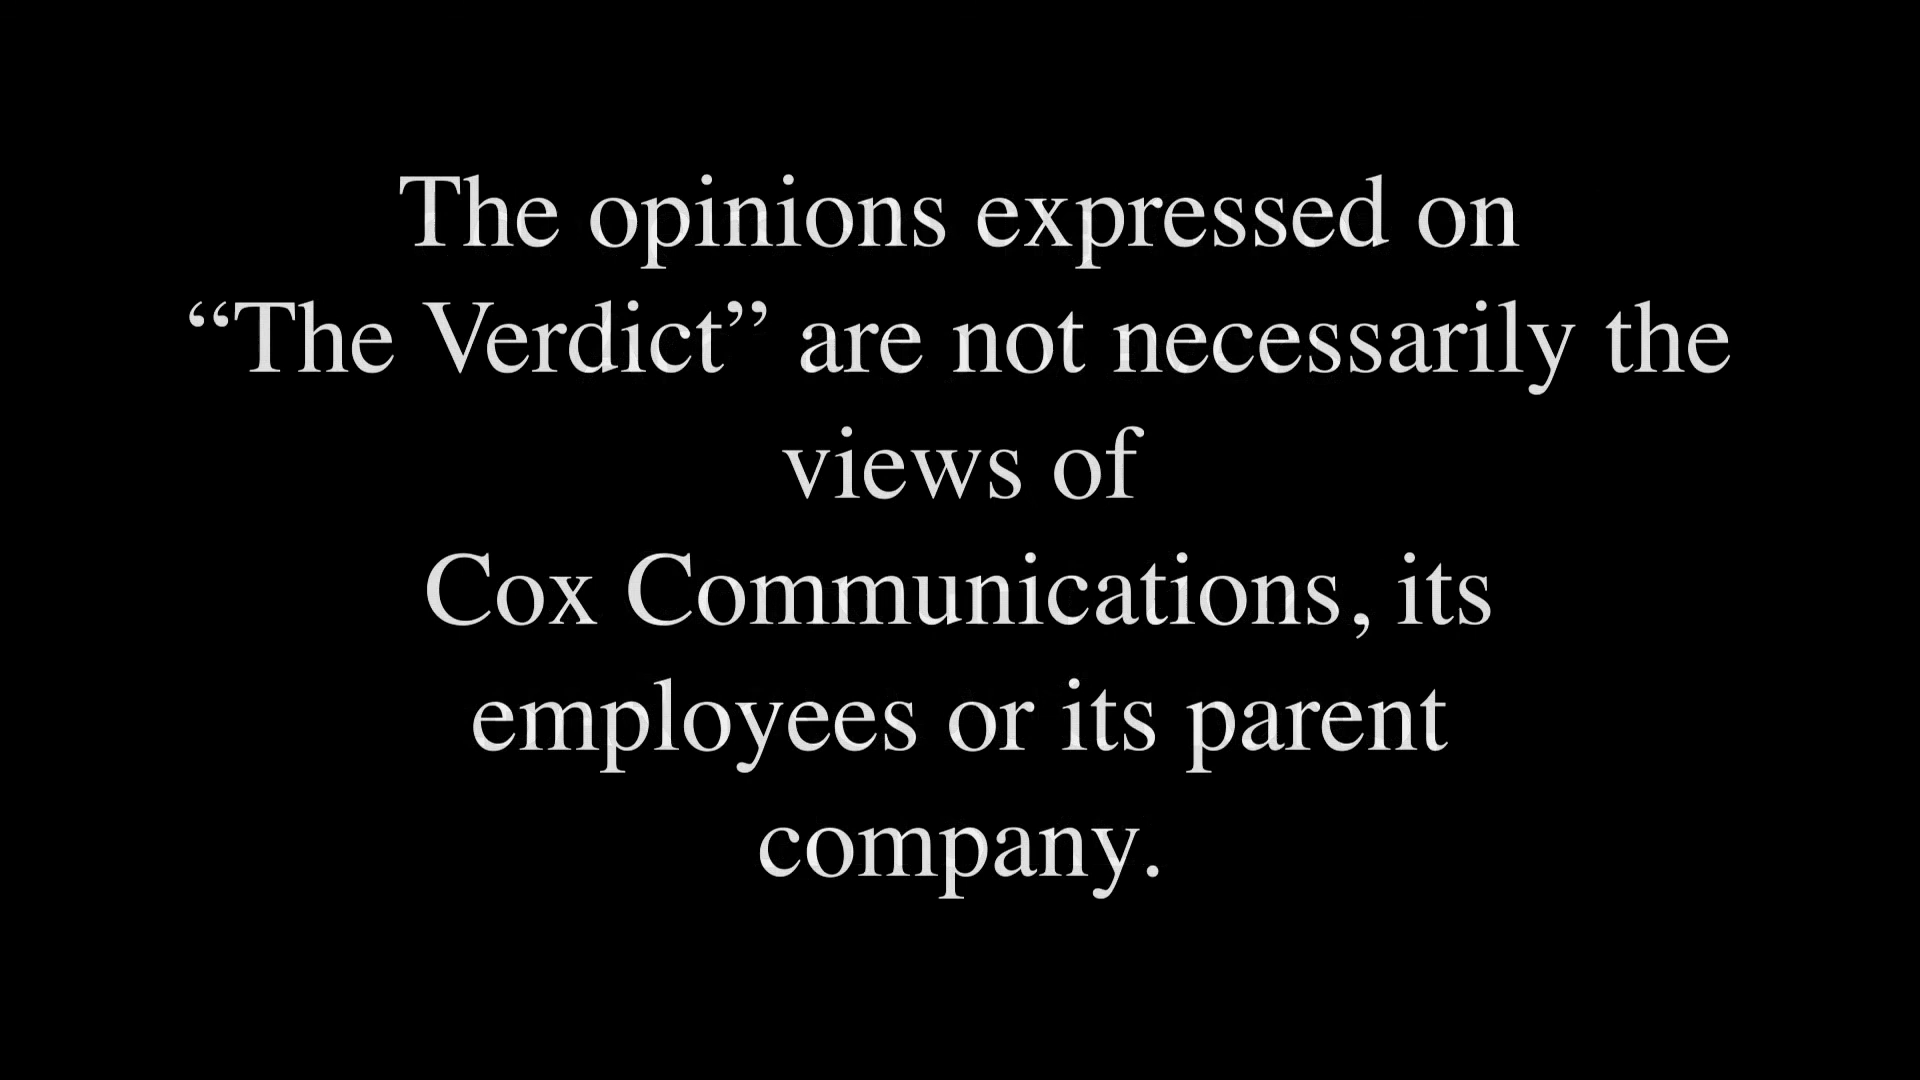 The opinions expressed on
“The Verdict” are not necessarily the
views of
Cox Communications, its
employees or its parent
company.